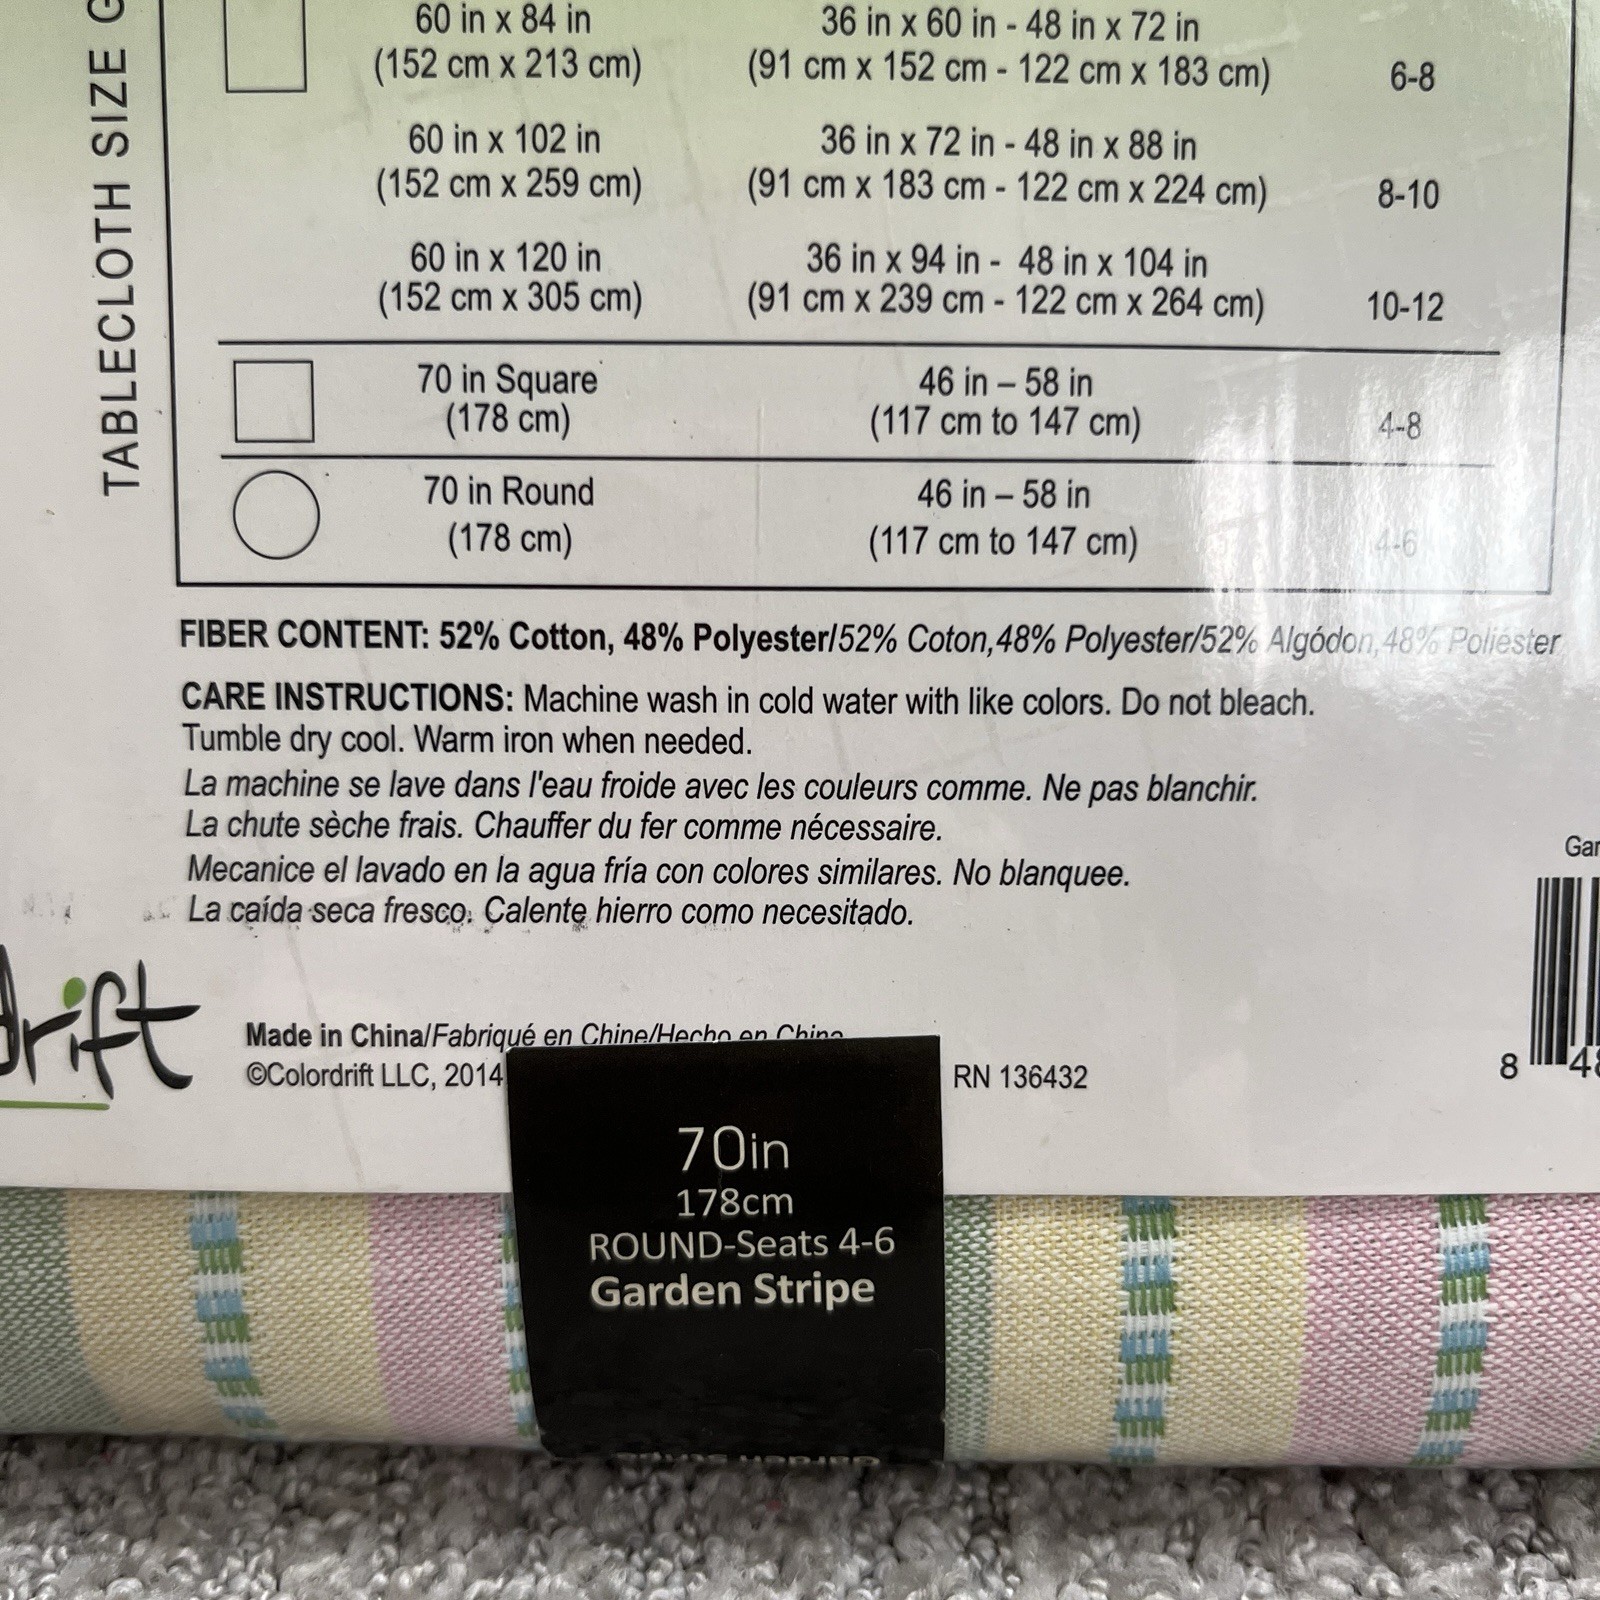 TABLECLOTH SIZE G
60 in x 84 in 36 in x 60 in - 48 in x 72 in
(152 cm x 213 cm) (91 cm x 152 cm - 122 cm x 183 cm) 6-8
60 in x 102 in 36 in x 72 in - 48 in x 88 in
(152 cm x 259 cm) (91 cm x 183 cm - 122 cm x 224 cm) 8-10
60 in x 120 in 36 in x 94 in - 48 in x 104 in
(152 cm x 305 cm) (91 cm x 239 cm - 122 cm x 264 cm) 10-12
70 in Square 46 in – 58 in
(178 cm) (117 cm to 147 cm) 4-8
70 in Round 46 in – 58 in
(178 cm) (117 cm to 147 cm) 4-6
FIBER CONTENT: 52% Cotton, 48% Polyester/52% Coton,48% Polyester/52% Algódon,48% Poliéster
CARE INSTRUCTIONS: Machine wash in cold water with like colors. Do not bleach.
Tumble dry cool. Warm iron when needed.
La machine se lave dans l'eau froide avec les couleurs comme. Ne pas blanchir.
La chute sèche frais. Chauffer du fer comme nécessaire.
Mecanice el lavado en la agua fría con colores similares. No blanquee.
La caída seca fresco. Calente hierro como necesitado.
drift
Made in China/Fabriqué en Chine/Hecho en China
©Colordrift LLC, 2014
RN 136432
Gar
8 48
70in
178cm
ROUND-Seats 4-6
Garden Stripe